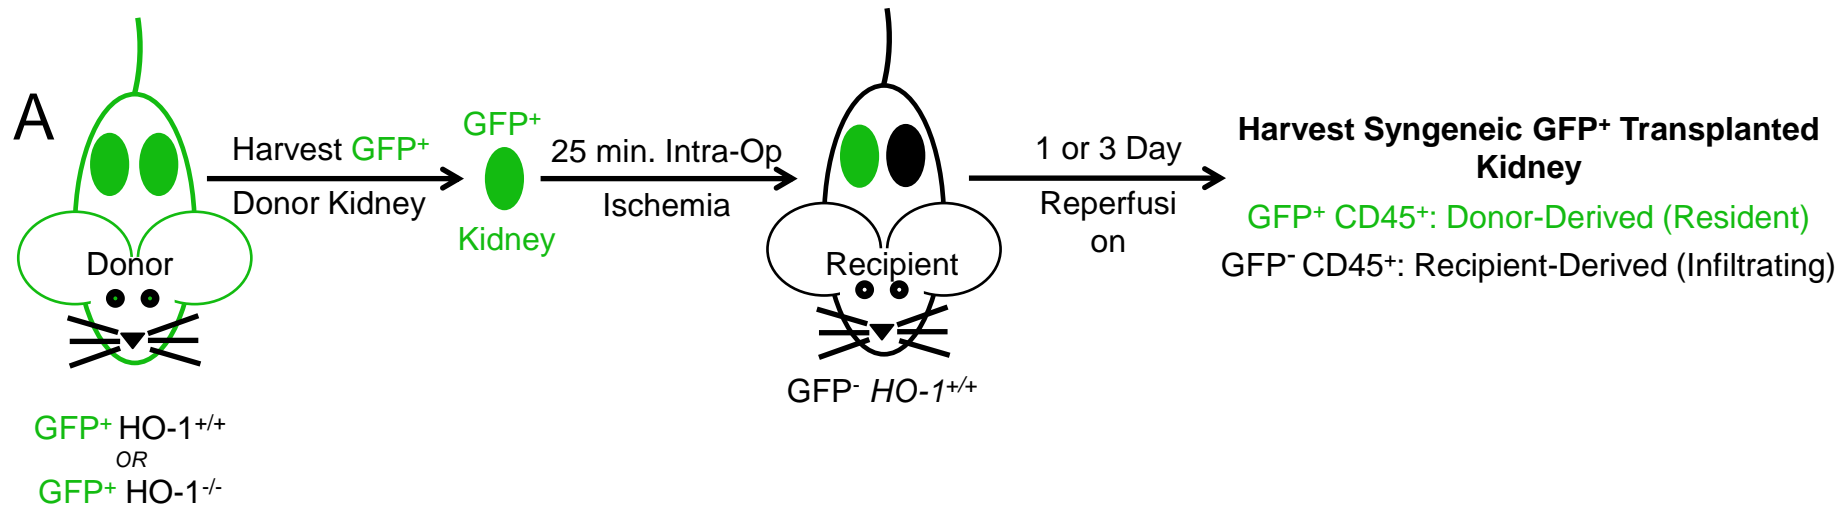 A
Donor
GFP⁺ HO-1⁺/⁺
OR
GFP⁺ HO-1⁻/⁻
Harvest GFP⁺
Donor Kidney
GFP⁺
Kidney
25 min. Intra-Op
Ischemia
Recipient
GFP⁻ HO-1⁺/⁺
1 or 3 Day
Reperfusi
on
Harvest Syngeneic GFP⁺ Transplanted
Kidney
GFP⁺ CD45⁺: Donor-Derived (Resident)
GFP⁻ CD45⁺: Recipient-Derived (Infiltrating)